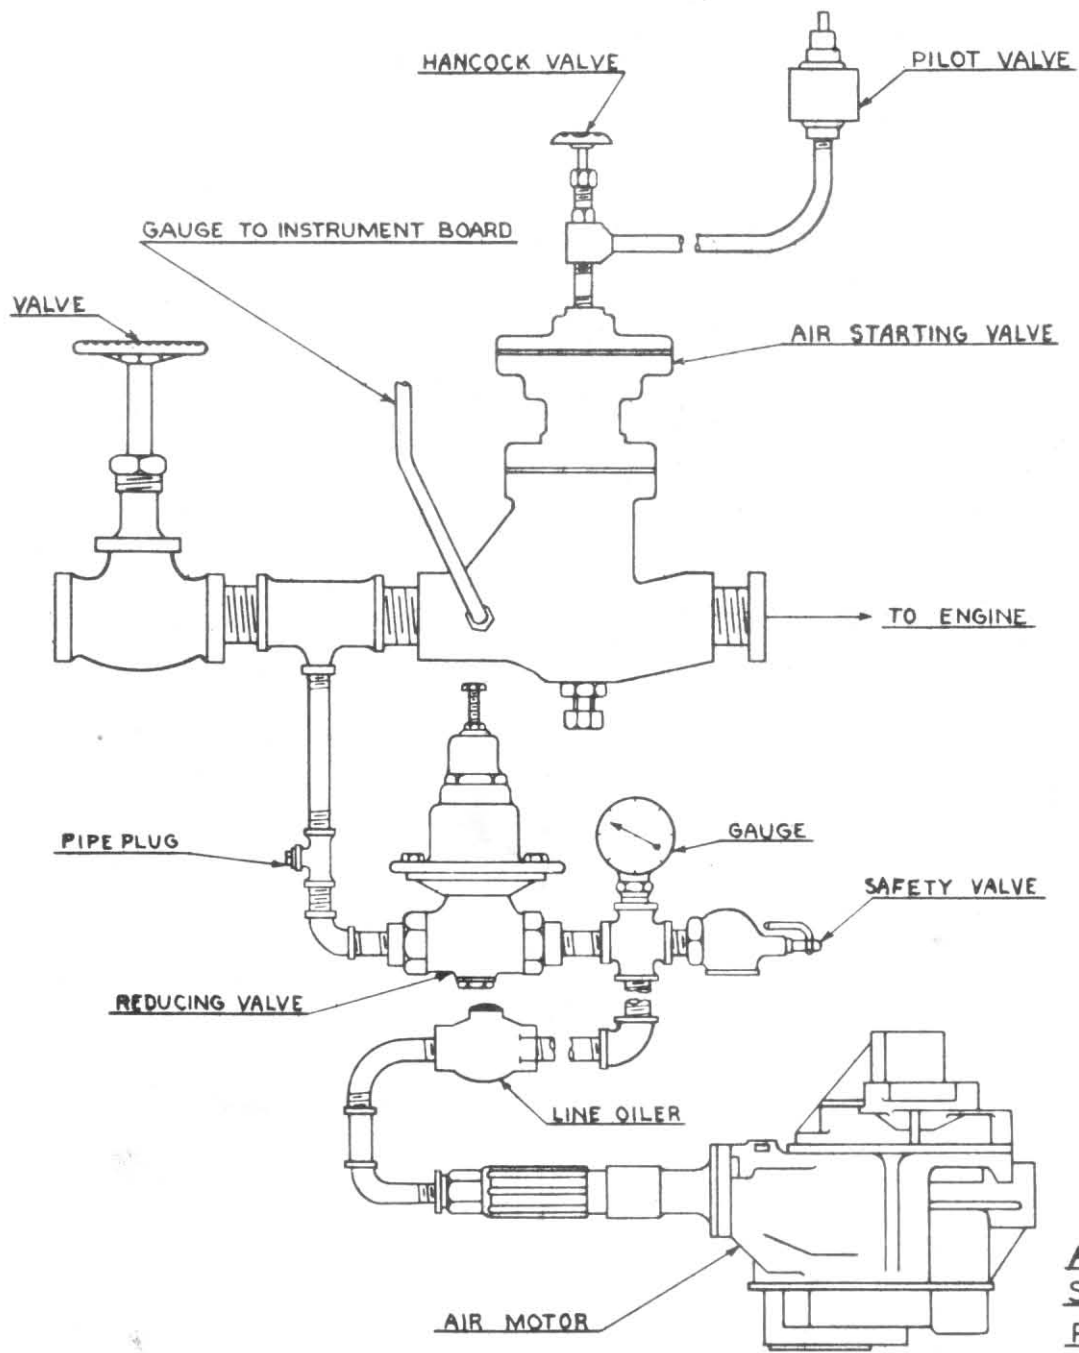 HANCOCK VALVE
PILOT VALVE
GAUGE TO INSTRUMENT BOARD
VALVE
AIR STARTING VALVE
TO ENGINE
PIPE PLUG
GAUGE
SAFETY VALVE
REDUCING VALVE
LINE OILER
AIR MOTOR